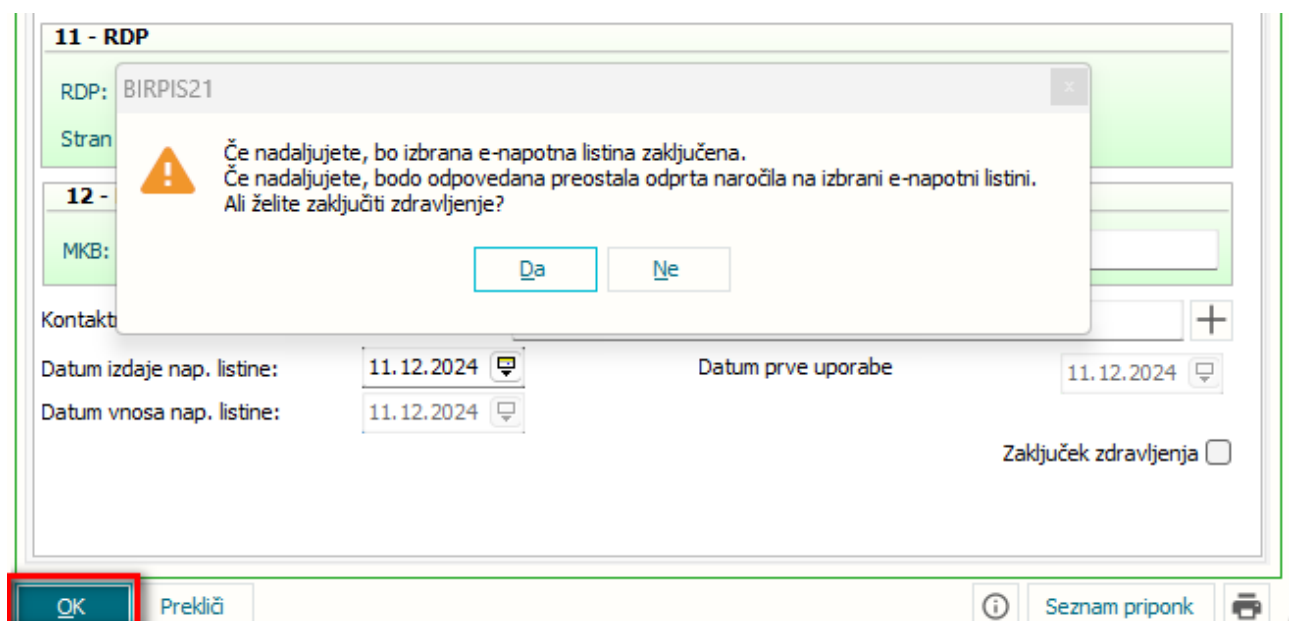 11 - RDP
RDP:
BIRPIS21
Stran
Če nadaljujete, bo izbrana e-napotna listina zaključena.
Če nadaljujete, bodo odpovedana preostala odprta naročila na izbrani e-napotni listini.
Ali želite zaključiti zdravljenje?
12 -
MKB:
Da Ne
Datum izdaje nap. listine: 11.12.2024 Datum prve uporabe 11.12.2024
Datum vnosa nap. listine: 11.12.2024
Zaključek zdravljenja
OK Prekliči Seznam priponk